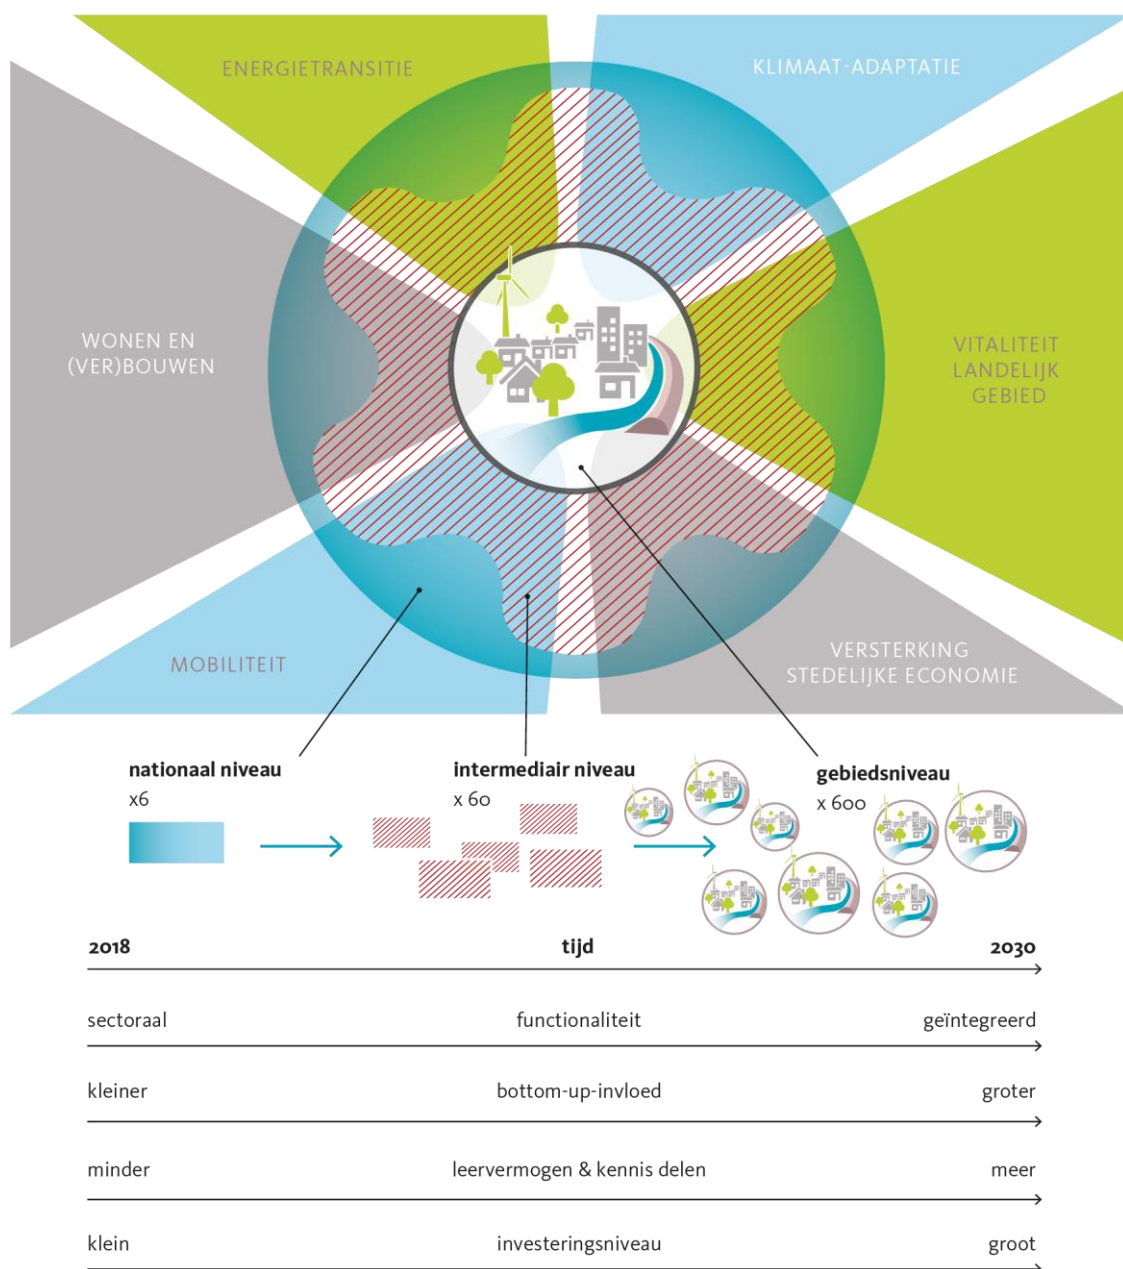 ENERGIETRANSITIE
KLIMAAT-ADAPTATIE
WONEN EN
(VER)BOUWEN
VITALITEIT
LANDELIJK
GEBIED
MOBILITEIT
VERSTERKING
STEDELIJKE ECONOMIE
nationaal niveau
x6
intermediair niveau
x 60
gebiedsniveau
x 600
2018 tijd 2030
sectoraal functionaliteit geïntegreerd
kleiner bottom-up-invloed groter
minder leervermogen & kennis delen meer
klein investeringsniveau groot